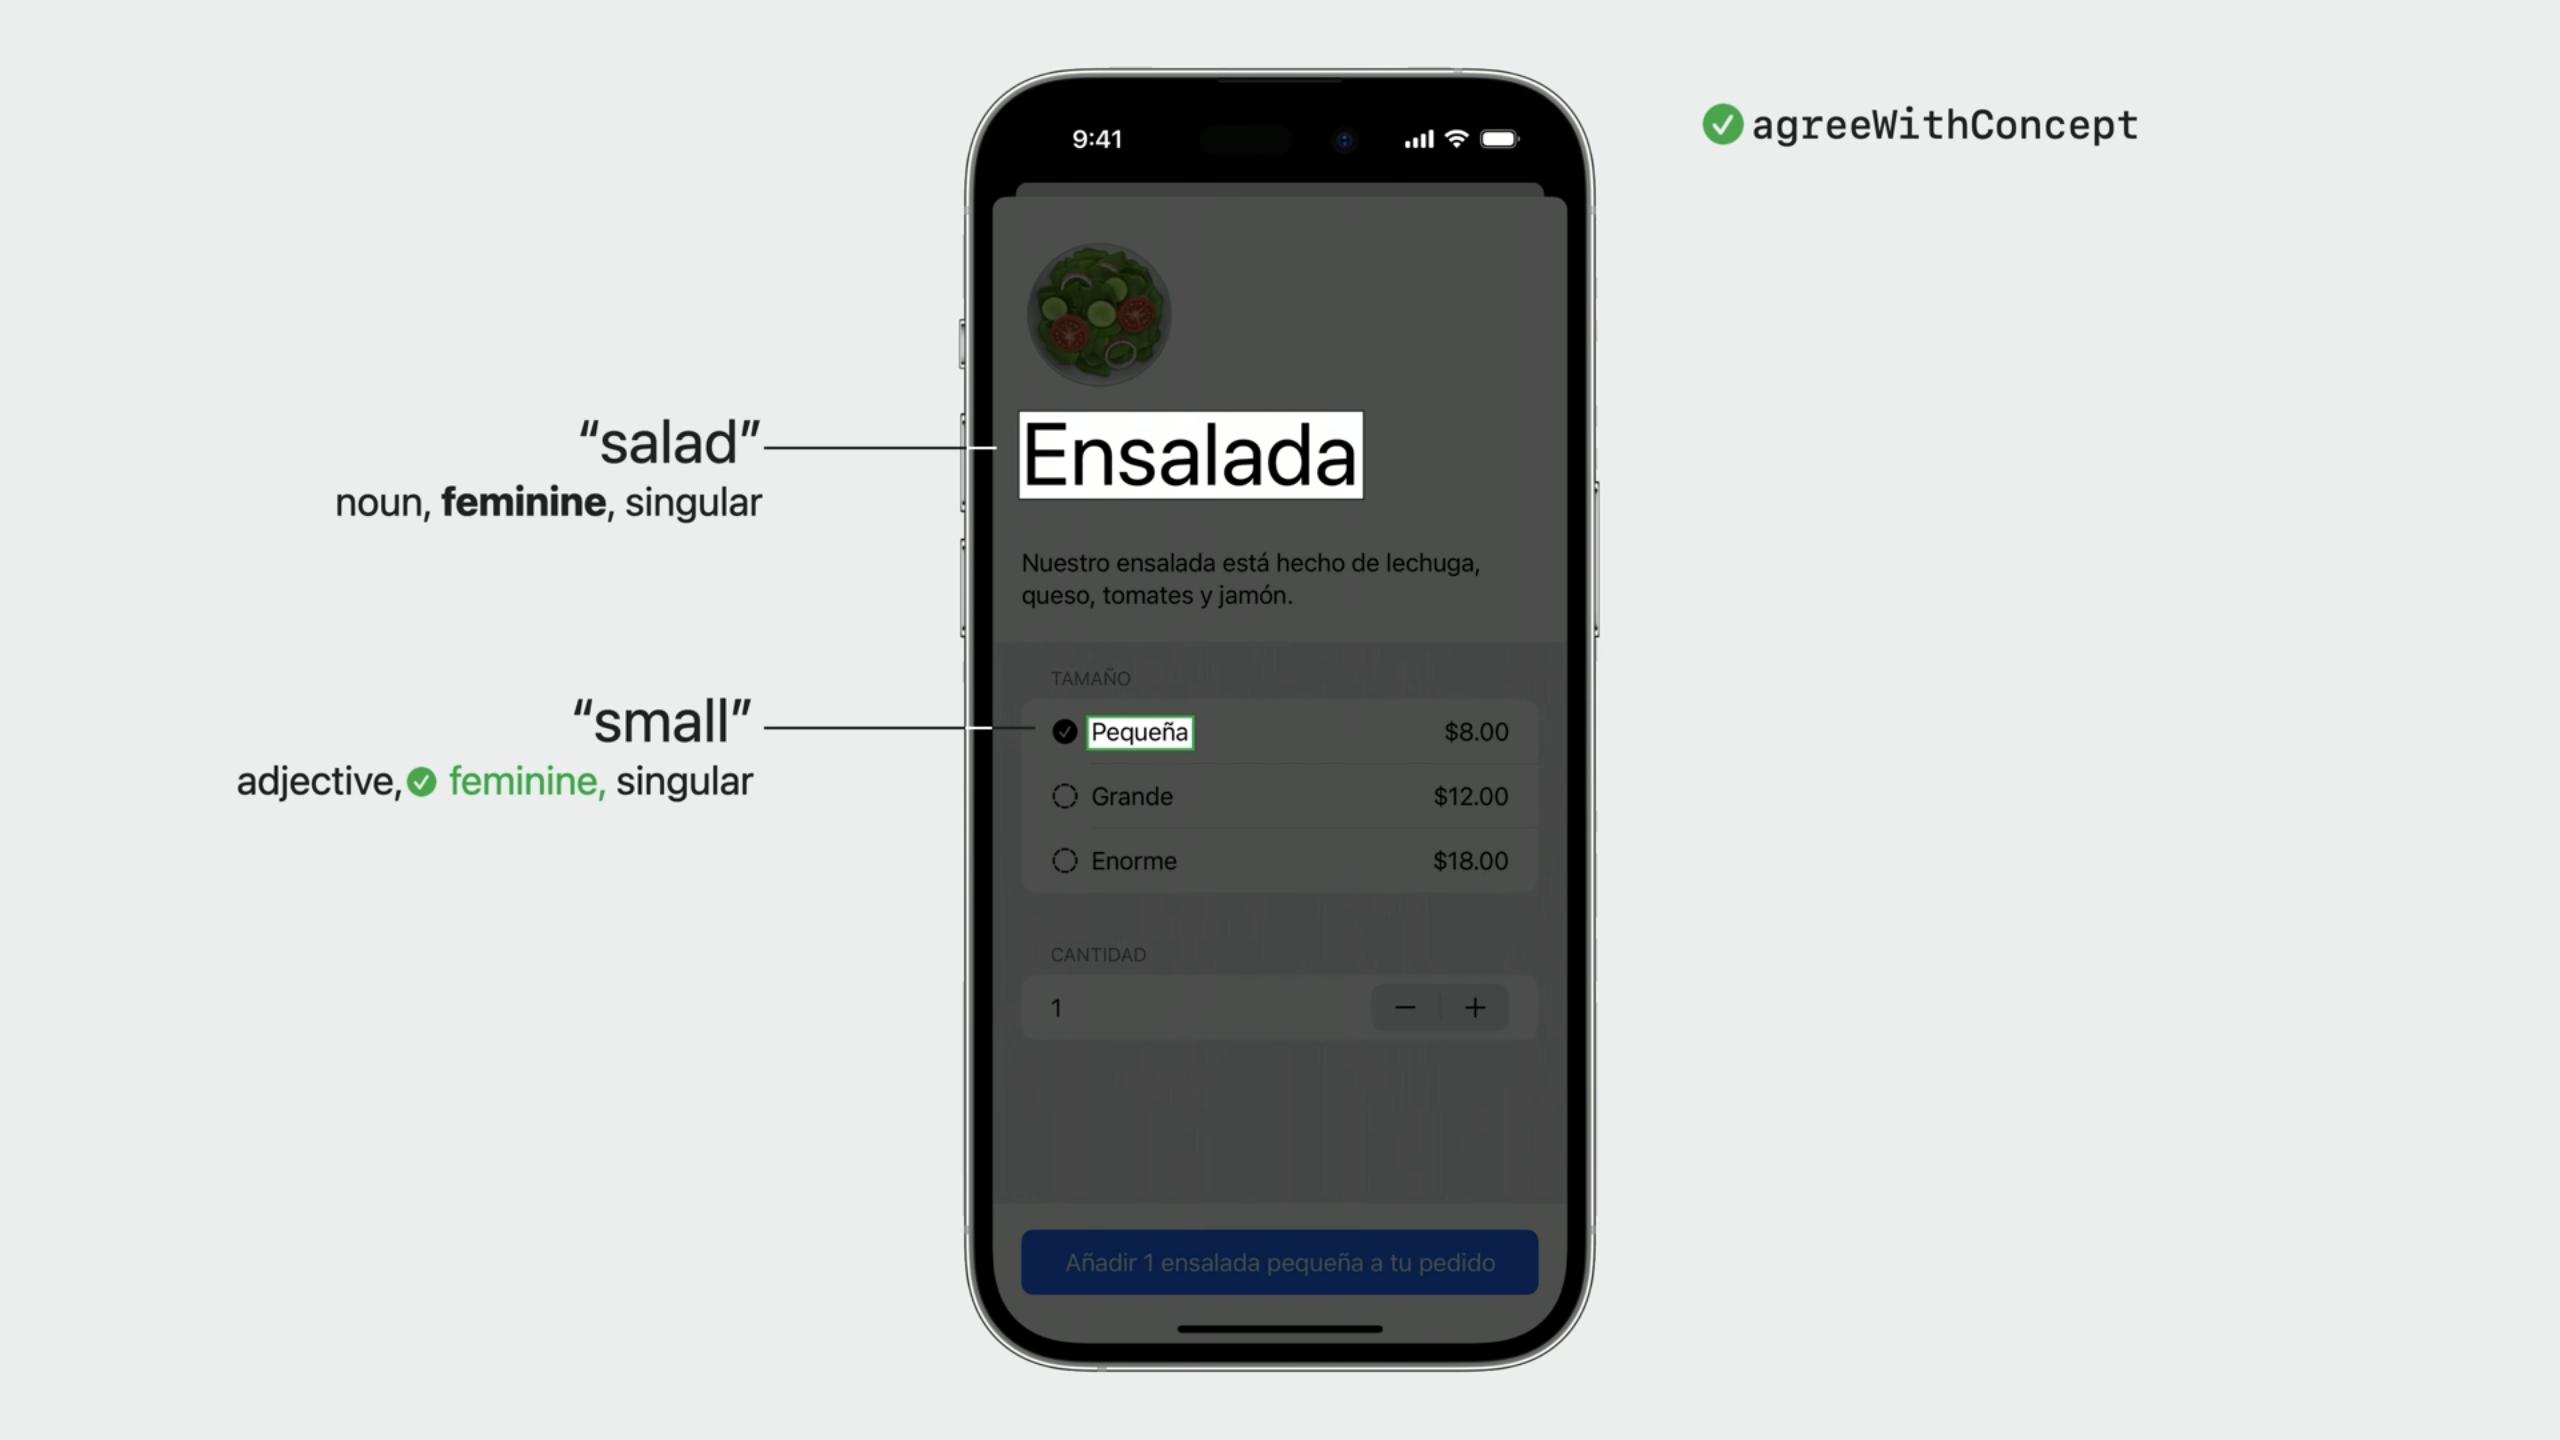 9:41
agreeWithConcept
“salad”
noun, feminine, singular
Ensalada
Nuestro ensalada está hecho de lechuga,
queso, tomates y jamón.
TAMAÑO
“small”
adjective, feminine, singular
Pequeña $8.00
Grande $12.00
Enorme $18.00
CANTIDAD
1 − +
Añadir 1 ensalada pequeña a tu pedido